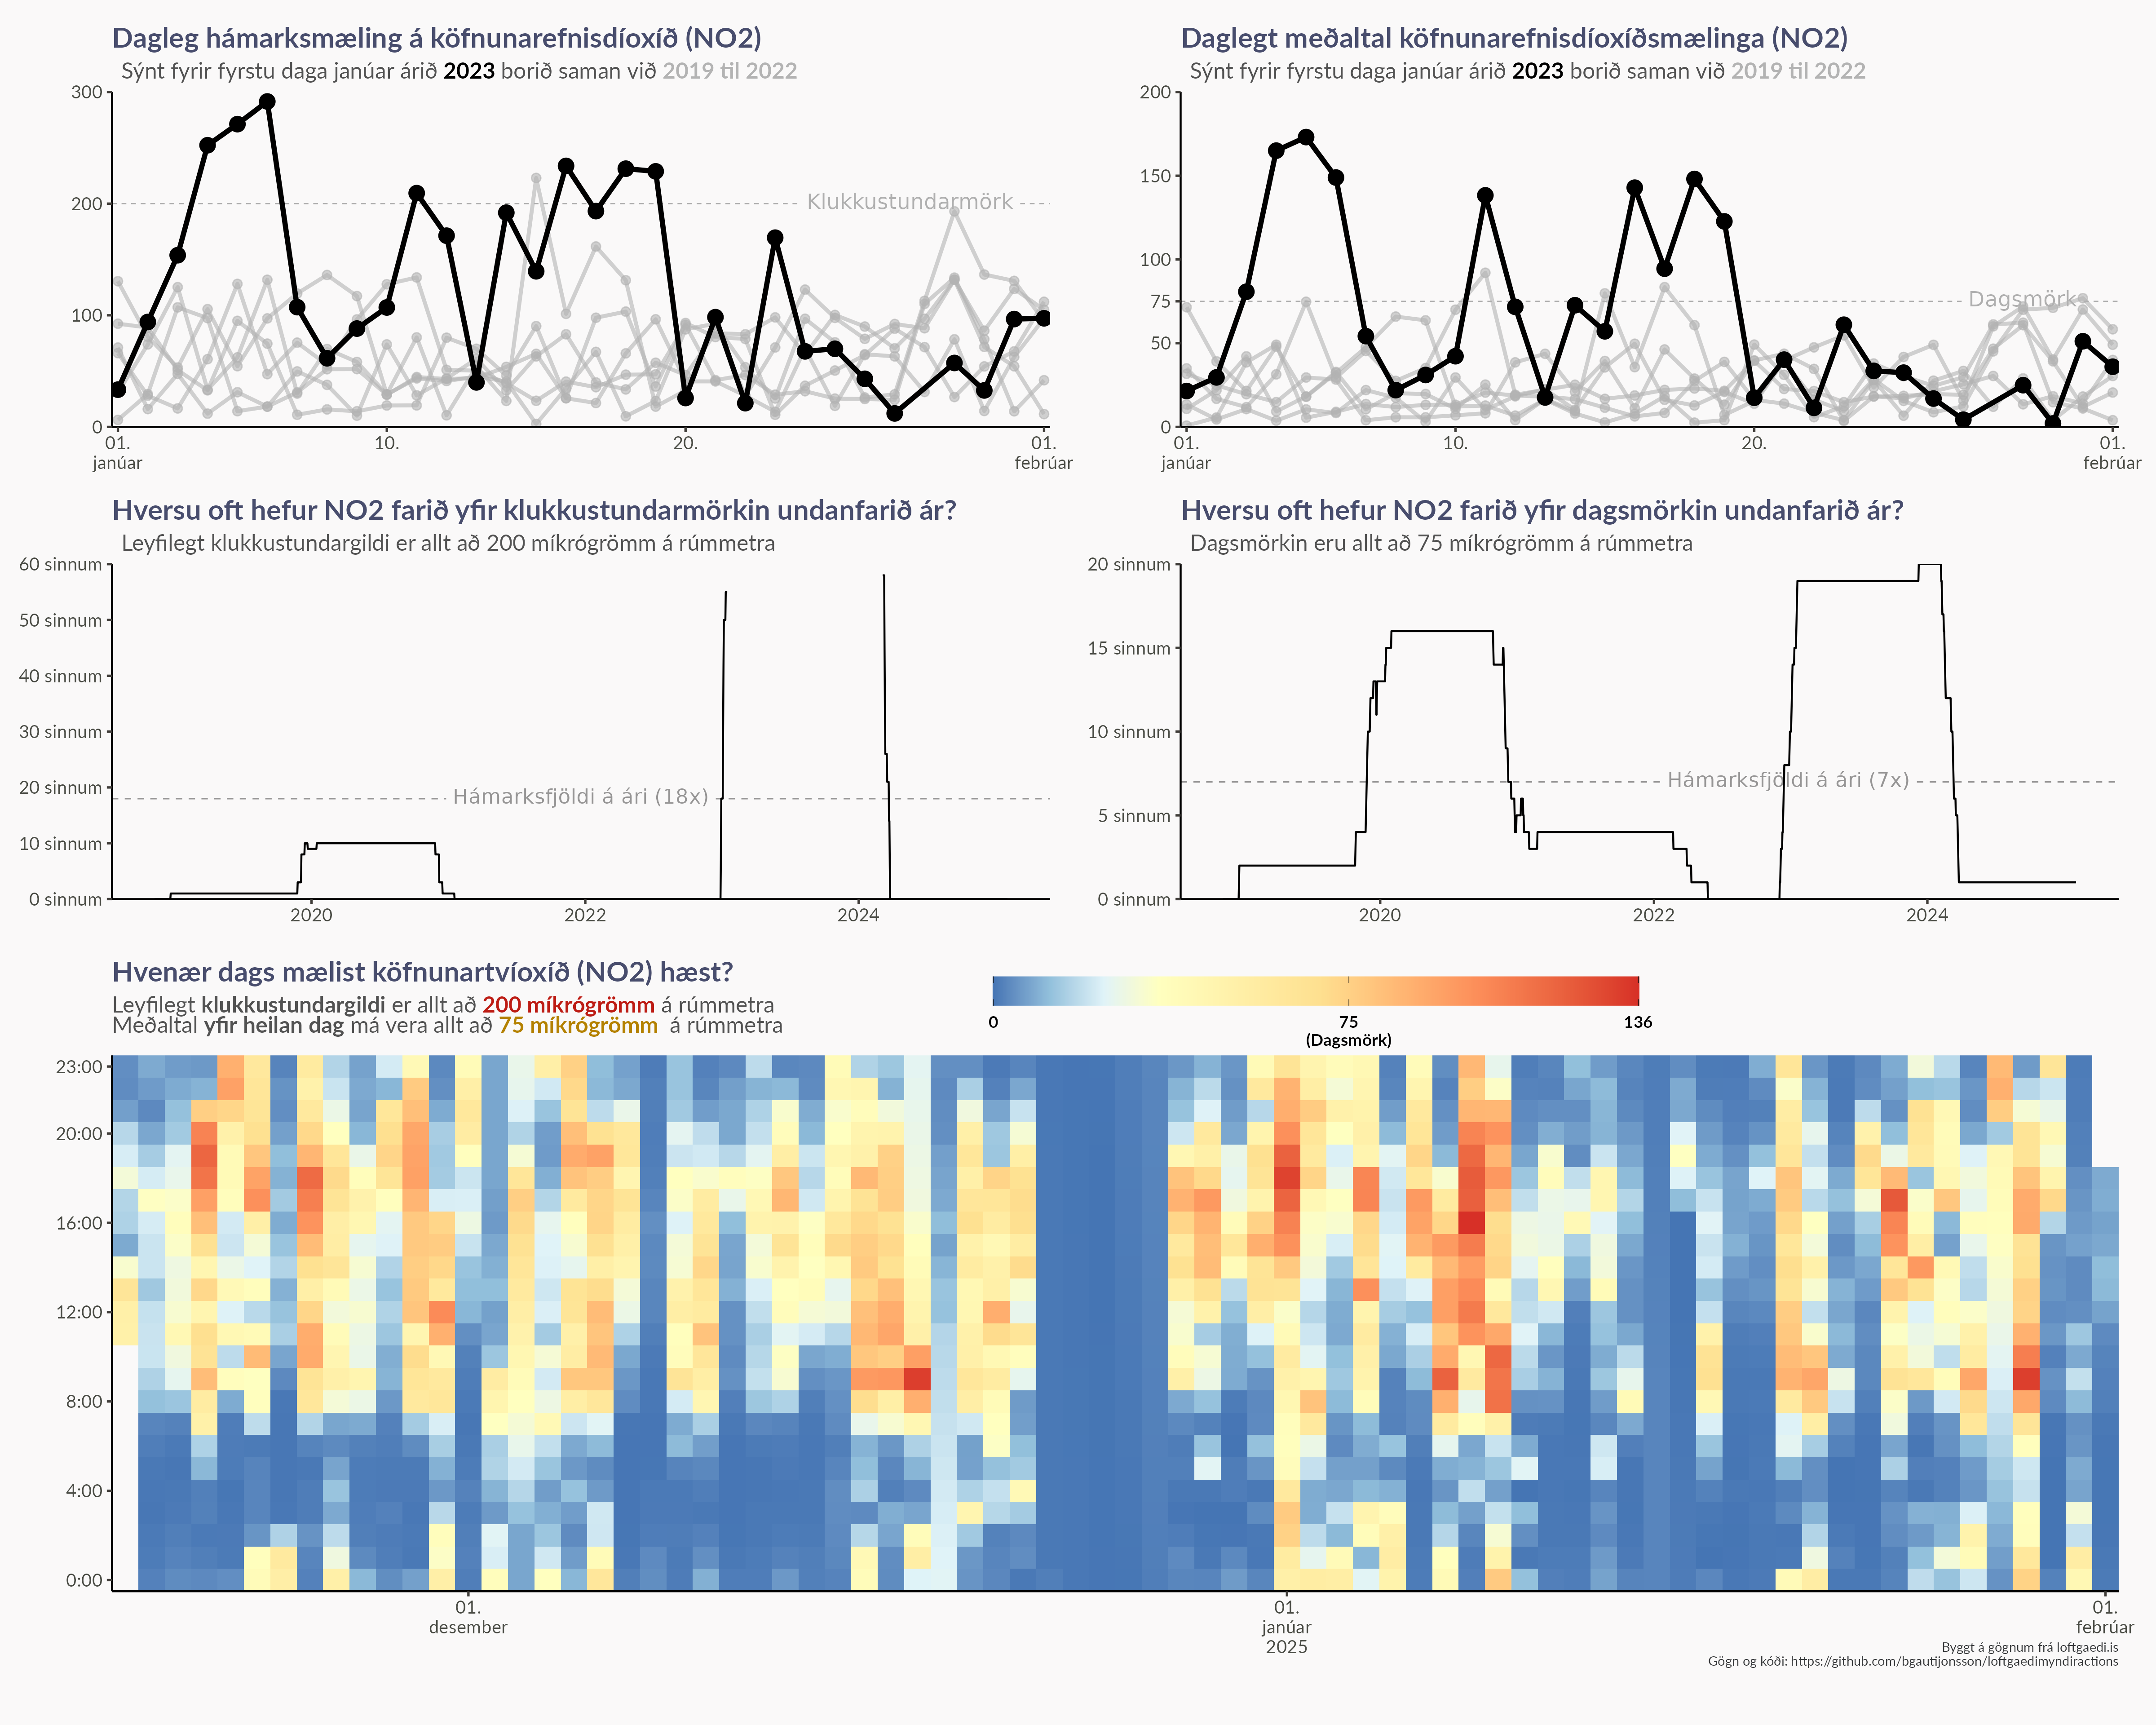 Dagleg hámarksmæling á köfnunarefnisdíoxíð (NO2)
Sýnt fyrir fyrstu daga janúar árið 2023 borið saman við 2019 til 2022
300
200
100
0
Klukkustundarmörk
01.
janúar
10.
20.
01.
febrúar
Daglegt meðaltal köfnunarefnisdíoxíðsmælinga (NO2)
Sýnt fyrir fyrstu daga janúar árið 2023 borið saman við 2019 til 2022
200
150
100
75
50
0
Dagsmörk
01.
janúar
10.
20.
01.
febrúar
Hversu oft hefur NO2 farið yfir klukkustundarmörkin undanfarið ár?
Leyfilegt klukkustundargildi er allt að 200 míkrógrömm á rúmmetra
60 sinnum
50 sinnum
40 sinnum
30 sinnum
20 sinnum
10 sinnum
0 sinnum
Hámarksfjöldi á ári (18x)
2020
2022
2024
Hversu oft hefur NO2 farið yfir dagsmörkin undanfarið ár?
Dagsmörkin eru allt að 75 míkrógrömm á rúmmetra
20 sinnum
15 sinnum
10 sinnum
5 sinnum
0 sinnum
Hámarksfjöldi á ári (7x)
2020
2022
2024
Hvenær dags mælist köfnunartvíoxíð (NO2) hæst?
Leyfilegt klukkustundargildi er allt að 200 míkrógrömm á rúmmetra
Meðaltal yfir heilan dag má vera allt að 75 míkrógrömm á rúmmetra
0
75
(Dagsmörk)
136
23:00
20:00
16:00
12:00
8:00
4:00
0:00
01.
desember
01.
janúar
2025
01.
febrúar
Byggt á gögnum frá loftgaedi.is
Gögn og kóði: https://github.com/bgautijonsson/loftgaedimyndiractions